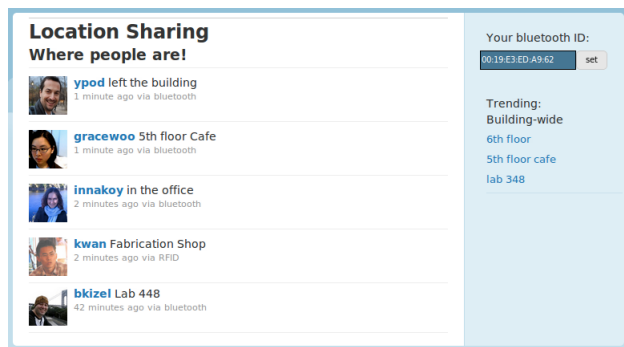 Location Sharing
Where people are!
ypod left the building
1 minute ago via bluetooth
gracewoo 5th floor Cafe
1 minute ago via bluetooth
innakoy in the office
2 minutes ago via bluetooth
kwan Fabrication Shop
2 minutes ago via RFID
bkizel Lab 448
42 minutes ago via bluetooth
Your bluetooth ID:
00:19:E3:ED:A9:62 set
Trending:
Building-wide
6th floor
5th floor cafe
lab 348